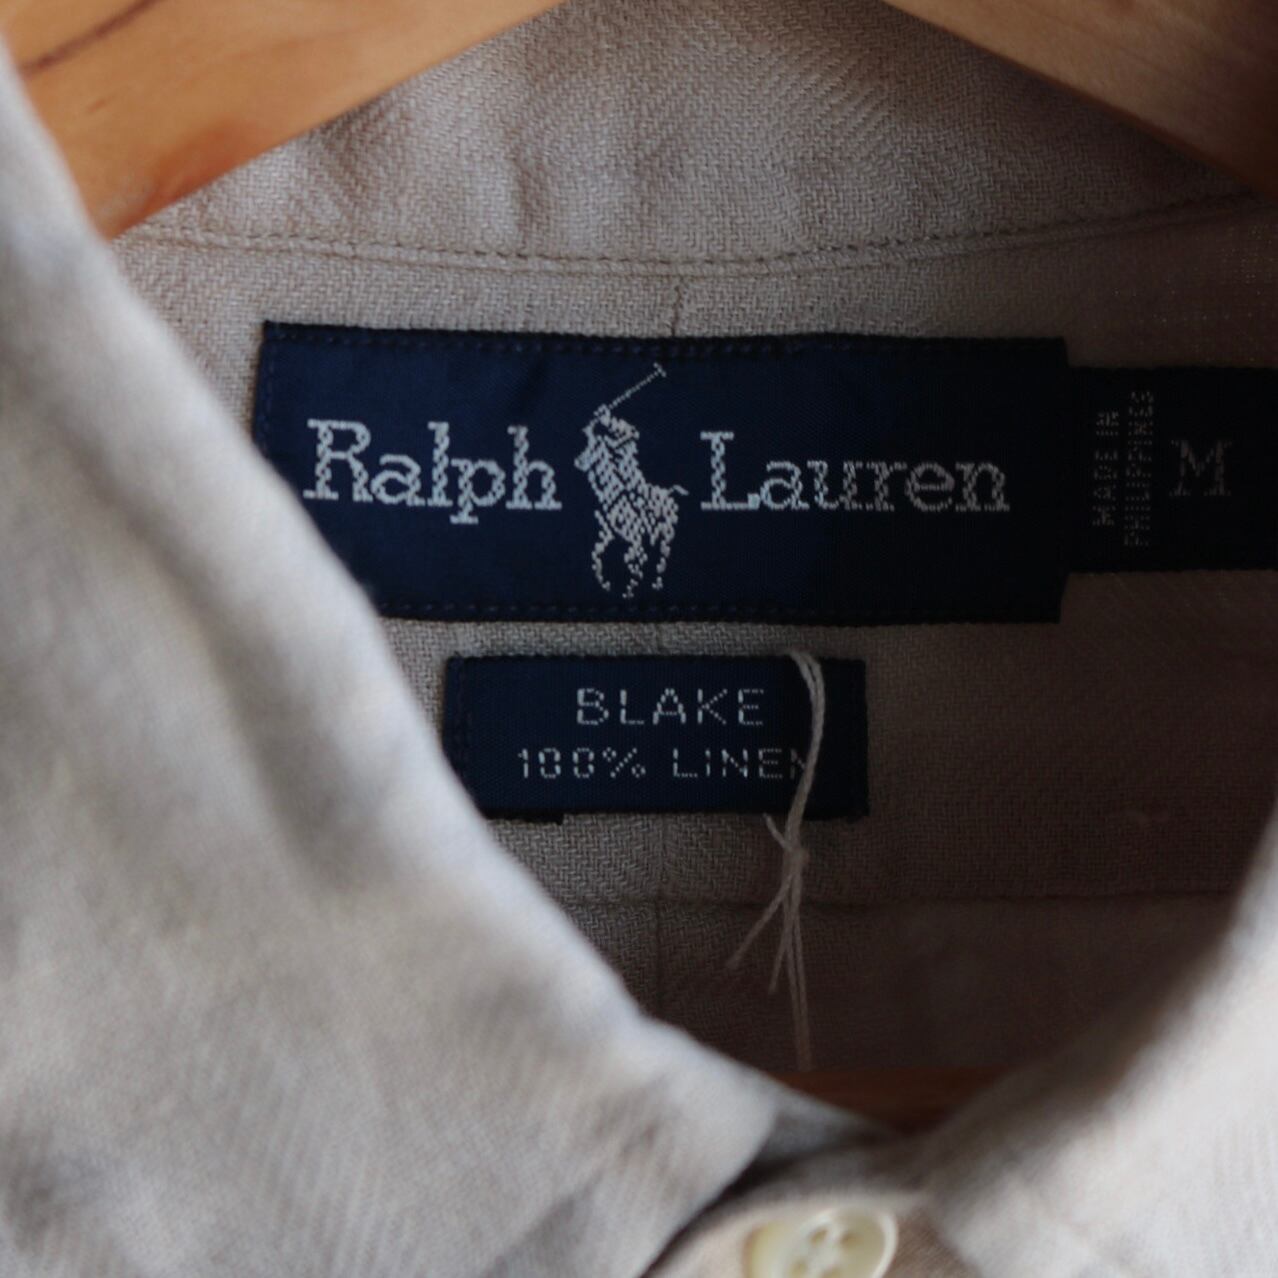 Ralph Lauren
MADE IN
PHILIPPINES
M
BLAKE
100% LINEN